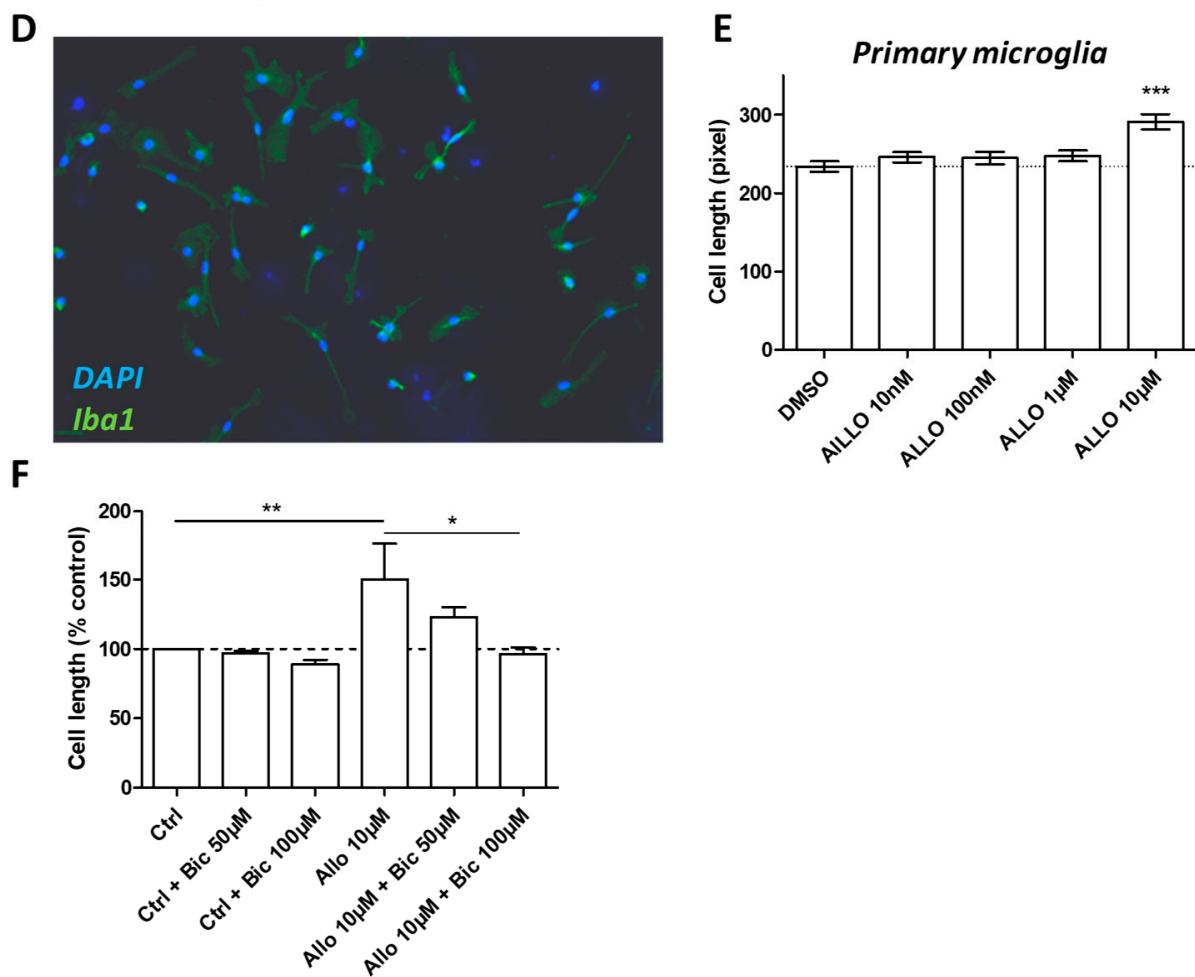 D
DAPI
Iba1
E
Primary microglia
Cell length (pixel)
300
200
100
0
***
DMSO
AlLLO 10nM
ALLO 100nM
ALLO 1µM
ALLO 10µM
F
Cell length (% control)
200
150
100
50
0
**
*
Ctrl
Ctrl + Bic 50µM
Ctrl + Bic 100µM
Allo 10µM
Allo 10µM + Bic 50µM
Allo 10µM + Bic 100µM